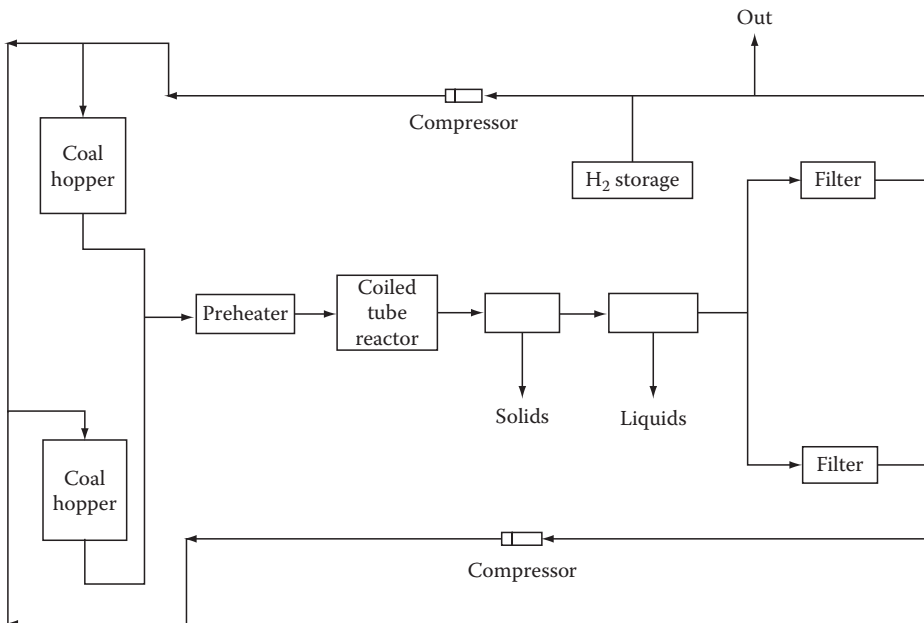 Out
Compressor
Coal
hopper
H₂ storage
Filter
Preheater
Coiled
tube
reactor
Solids
Liquids
Coal
hopper
Filter
Compressor